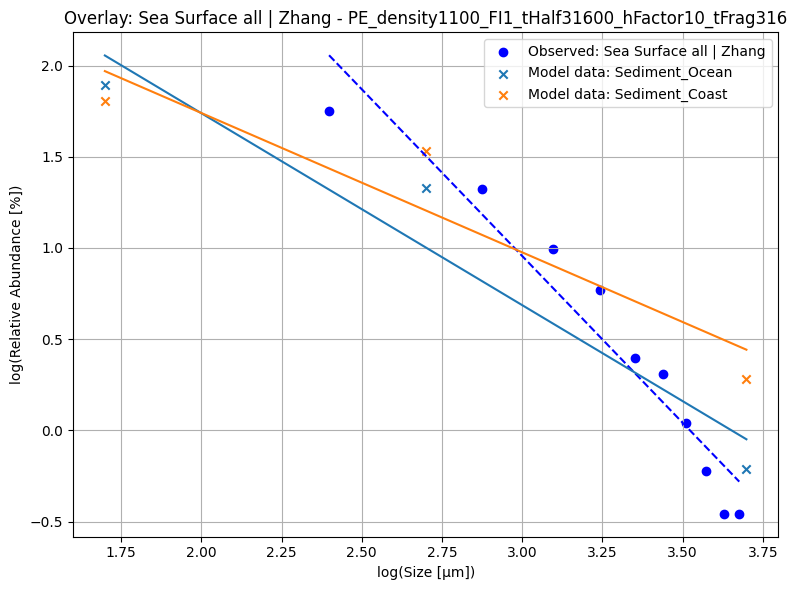 Overlay: Sea Surface all | Zhang - PE_density1100_FI1_tHalf31600_hFactor10_tFrag316
Observed: Sea Surface all | Zhang
Model data: Sediment_Ocean
Model data: Sediment_Coast
log(Relative Abundance [%])
2.0
1.5
1.0
0.5
0.0
−0.5
1.75 2.00 2.25 2.50 2.75 3.00 3.25 3.50 3.75
log(Size [μm])